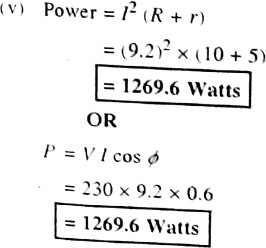 (v) Power = I² (R + r)
= (9.2)² × (10 + 5)
= 1269.6 Watts
OR
P = V I cos ϕ
= 230 × 9.2 × 0.6
= 1269.6 Watts